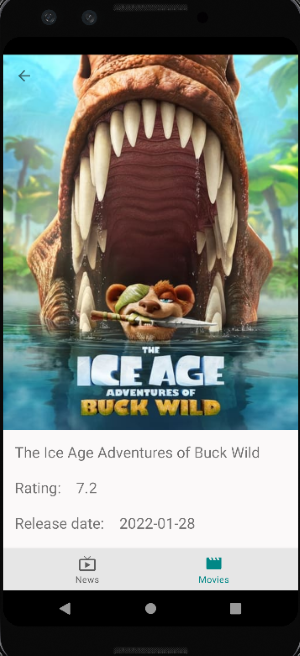 THE
ICE AGE
ADVENTURES OF
BUCK WILD
The Ice Age Adventures of Buck Wild
Rating: 7.2
Release date: 2022-01-28
News Movies